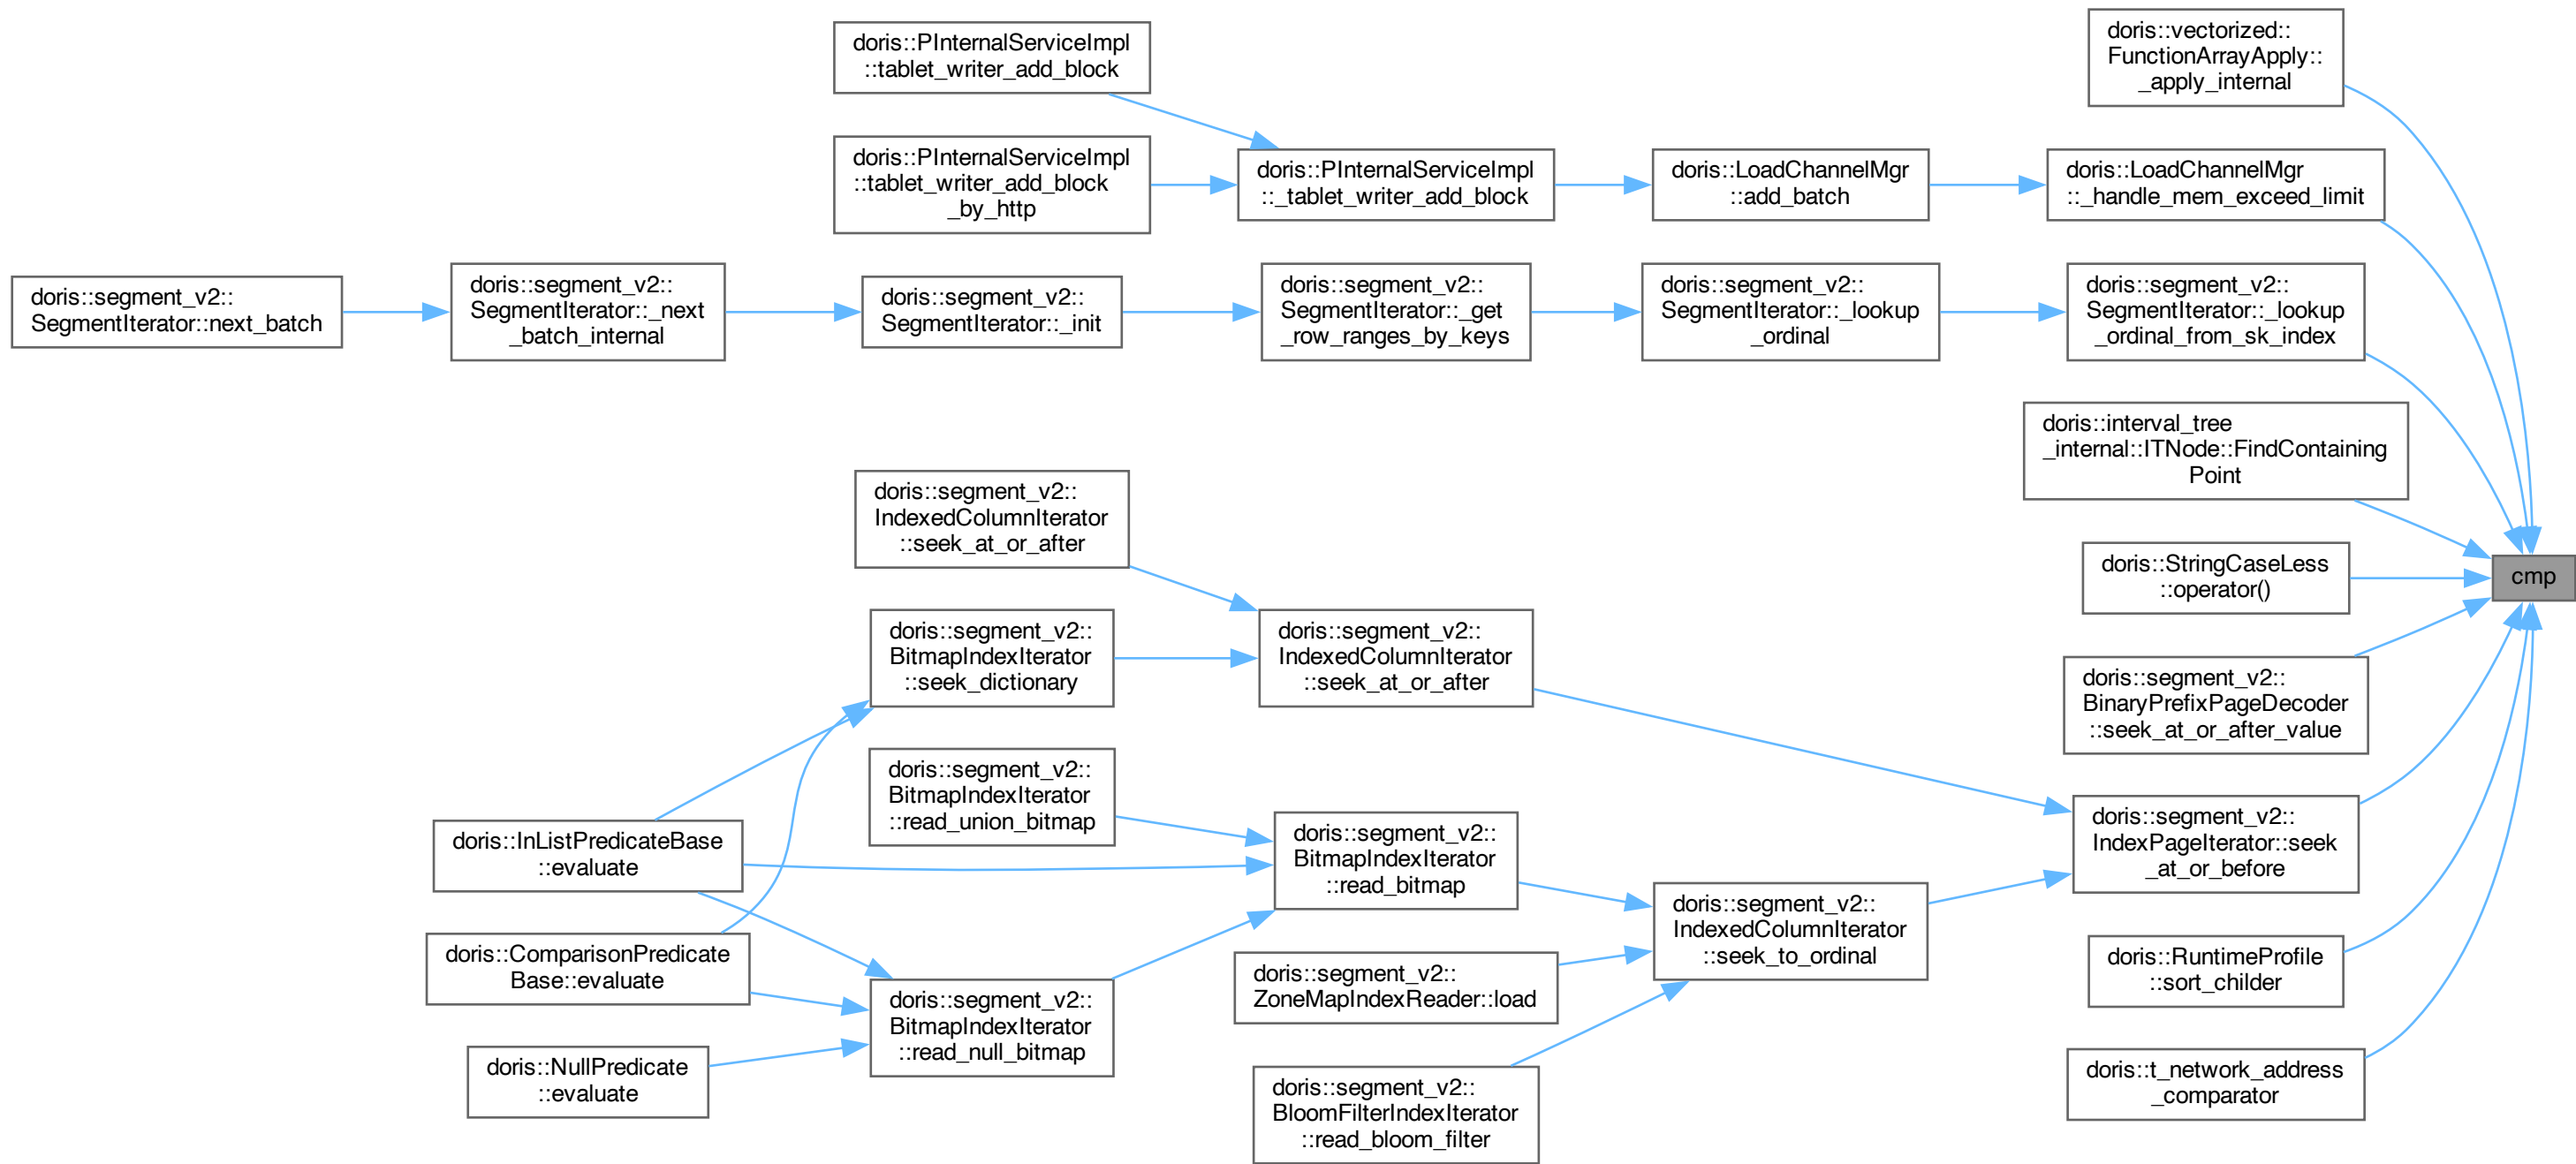 doris::PInternalServiceImpl
::tablet_writer_add_block
doris::vectorized::
FunctionArrayApply::
_apply_internal
doris::PInternalServiceImpl
::tablet_writer_add_block
_by_http
doris::PInternalServiceImpl
::_tablet_writer_add_block
doris::LoadChannelMgr
::add_batch
doris::LoadChannelMgr
::_handle_mem_exceed_limit
doris::segment_v2::
SegmentIterator::next_batch
doris::segment_v2::
SegmentIterator::_next
_batch_internal
doris::segment_v2::
SegmentIterator::_init
doris::segment_v2::
SegmentIterator::_get
_row_ranges_by_keys
doris::segment_v2::
SegmentIterator::_lookup
_ordinal
doris::segment_v2::
SegmentIterator::_lookup
_ordinal_from_sk_index
doris::interval_tree
_internal::ITNode::FindContaining
Point
doris::segment_v2::
IndexedColumnIterator
::seek_at_or_after
doris::StringCaseLess
::operator()
cmp
doris::segment_v2::
BitmapIndexIterator
::seek_dictionary
doris::segment_v2::
IndexedColumnIterator
::seek_at_or_after
doris::segment_v2::
BinaryPrefixPageDecoder
::seek_at_or_after_value
doris::segment_v2::
BitmapIndexIterator
::read_union_bitmap
doris::InListPredicateBase
::evaluate
doris::segment_v2::
BitmapIndexIterator
::read_bitmap
doris::segment_v2::
IndexPageIterator::seek
_at_or_before
doris::segment_v2::
IndexedColumnIterator
::seek_to_ordinal
doris::ComparisonPredicate
Base::evaluate
doris::segment_v2::
ZoneMapIndexReader::load
doris::RuntimeProfile
::sort_childer
doris::segment_v2::
BitmapIndexIterator
::read_null_bitmap
doris::NullPredicate
::evaluate
doris::segment_v2::
BloomFilterIndexIterator
::read_bloom_filter
doris::t_network_address
_comparator